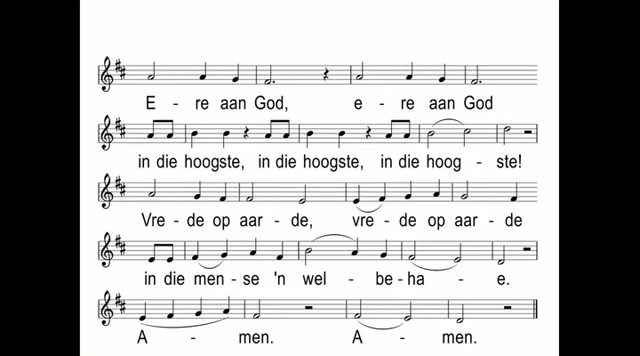 E - re aan God, e - re aan God
in die hoogste, in die hoogste, in die hoog - ste!
Vre - de op aar - de, vre - de op aar - de
in die men - se 'n wel - be - ha - e.
A - men. A - men.